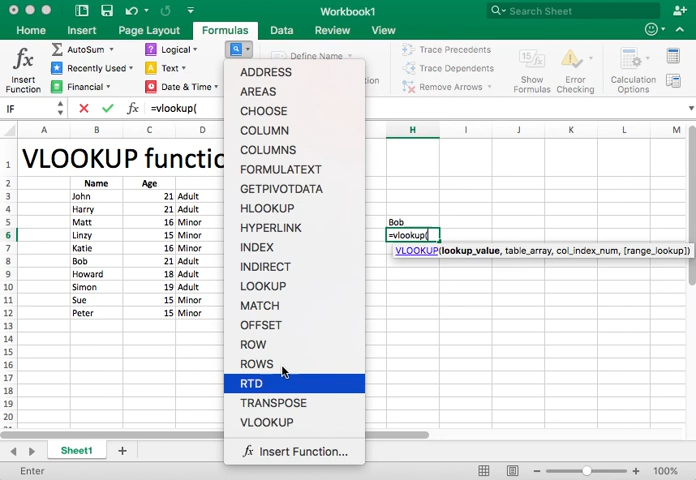 Workbook1
Search Sheet
Home Insert Page Layout Formulas Data Review View
Insert Function
AutoSum
Recently Used
Financial
Logical
Text
Date & Time
Define Name
Trace Precedents
Trace Dependents
Remove Arrows
Show Formulas
Error Checking
Calculation Options
IF fx =vlookup(
A B C D H I J K L M
1 VLOOKUP functio
2 Name Age
3 John 21 Adult
4 Harry 21 Adult
5 Matt 16 Minor Bob
6 Linzy 15 Minor =vlookup(
7 Katie 16 Minor
VLOOKUP(lookup_value, table_array, col_index_num, [range_lookup])
8 Bob 21 Adult
9 Howard 18 Adult
10 Simon 19 Adult
11 Sue 15 Minor
12 Peter 15 Minor
13
14
15
16
17
18
19
20
ADDRESS
AREAS
CHOOSE
COLUMN
COLUMNS
FORMULATEXT
GETPIVOTDATA
HLOOKUP
HYPERLINK
INDEX
INDIRECT
LOOKUP
MATCH
OFFSET
ROW
ROWS
RTD
TRANSPOSE
VLOOKUP
fx Insert Function...
Sheet1
Enter
100%